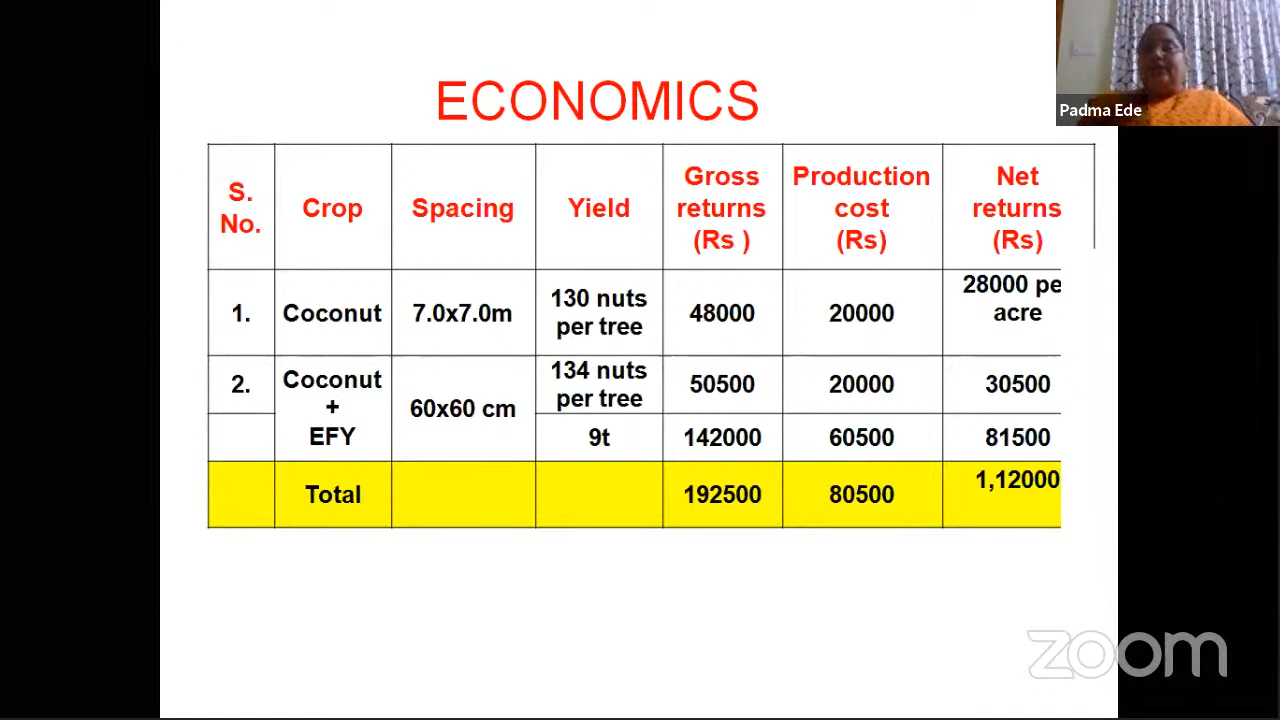 ECONOMICS
Padma Ede
S. No. Crop Spacing Yield Gross returns (Rs ) Production cost (Rs) Net returns (Rs)
1. Coconut 7.0x7.0m 130 nuts per tree 48000 20000 28000 pe acre
2. Coconut + EFY 60x60 cm 134 nuts per tree 50500 20000 30500
9t 142000 60500 81500
Total 192500 80500 1,12000
zoom